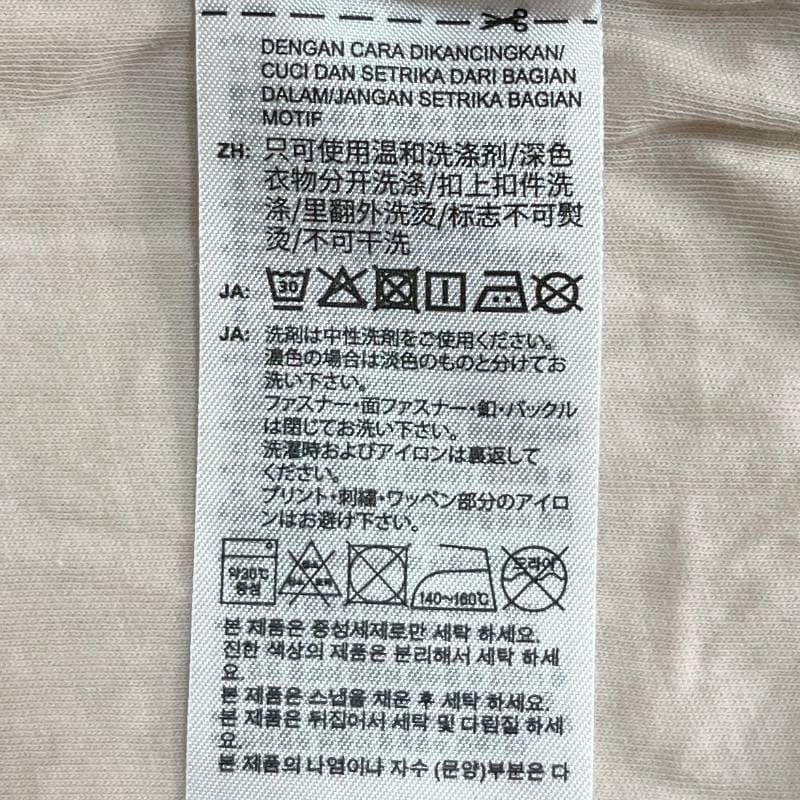 DENGAN CARA DIKANCINGKAN/
CUCI DAN SETRIKA DARI BAGIAN
DALAM/JANGAN SETRIKA BAGIAN
MOTIF
ZH: 只可使用温和洗涤剂/深色
衣物分开洗涤/扣上扣件洗
涤/里翻外洗烫/标志不可熨
烫/不可干洗
JA: 30
JA: 洗剤は中性洗剤をご使用ください。
濃色の場合は淡色のものと分けてお
洗い下さい。
ファスナー・面ファスナー・釦・バックル
は閉じてお洗い下さい。
洗濯時およびアイロンは裏返して
ください。
プリント・刺繍・ワッペン部分のアイロ
ンはお避け下さい。
약30℃ 140~160℃ 드라이
중성
본 제품은 중성세제로만 세탁 하세요.
진한 색상의 제품은 분리해서 세탁 하세
요.
본 제품은 스냅을 채운 후 세탁 하세요.
본 제품은 뒤집어서 세탁 및 다림질 하세
요.
본 제품의 나염이나 자수 (문양)부분은 다